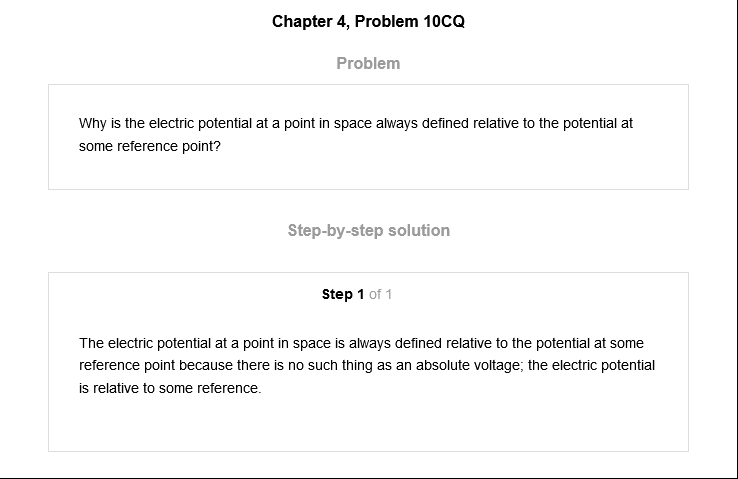 Chapter 4, Problem 10CQ
Problem
Why is the electric potential at a point in space always defined relative to the potential at
some reference point?
Step-by-step solution
Step 1 of 1
The electric potential at a point in space is always defined relative to the potential at some
reference point because there is no such thing as an absolute voltage; the electric potential
is relative to some reference.